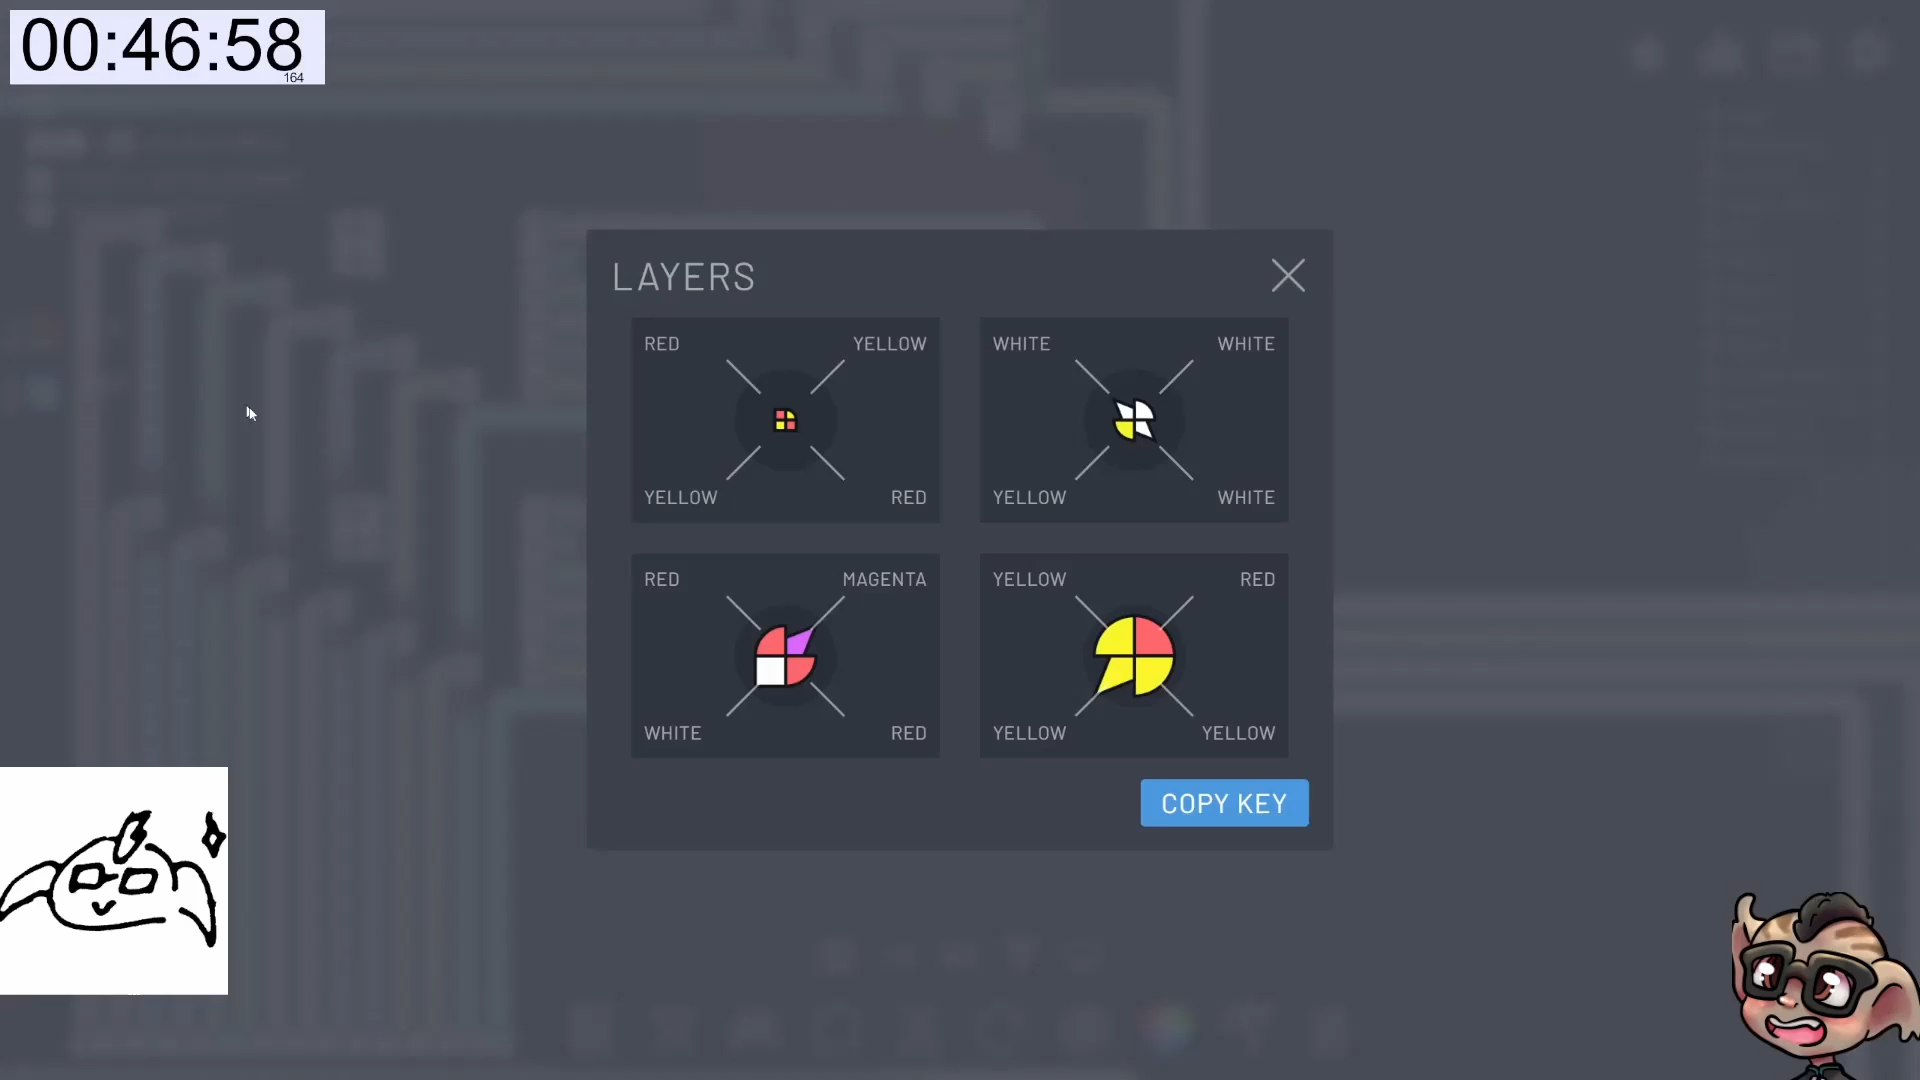 00:46:58
164
LAYERS
RED YELLOW
YELLOW RED
WHITE WHITE
YELLOW WHITE
RED MAGENTA
WHITE RED
YELLOW RED
YELLOW YELLOW
COPY KEY